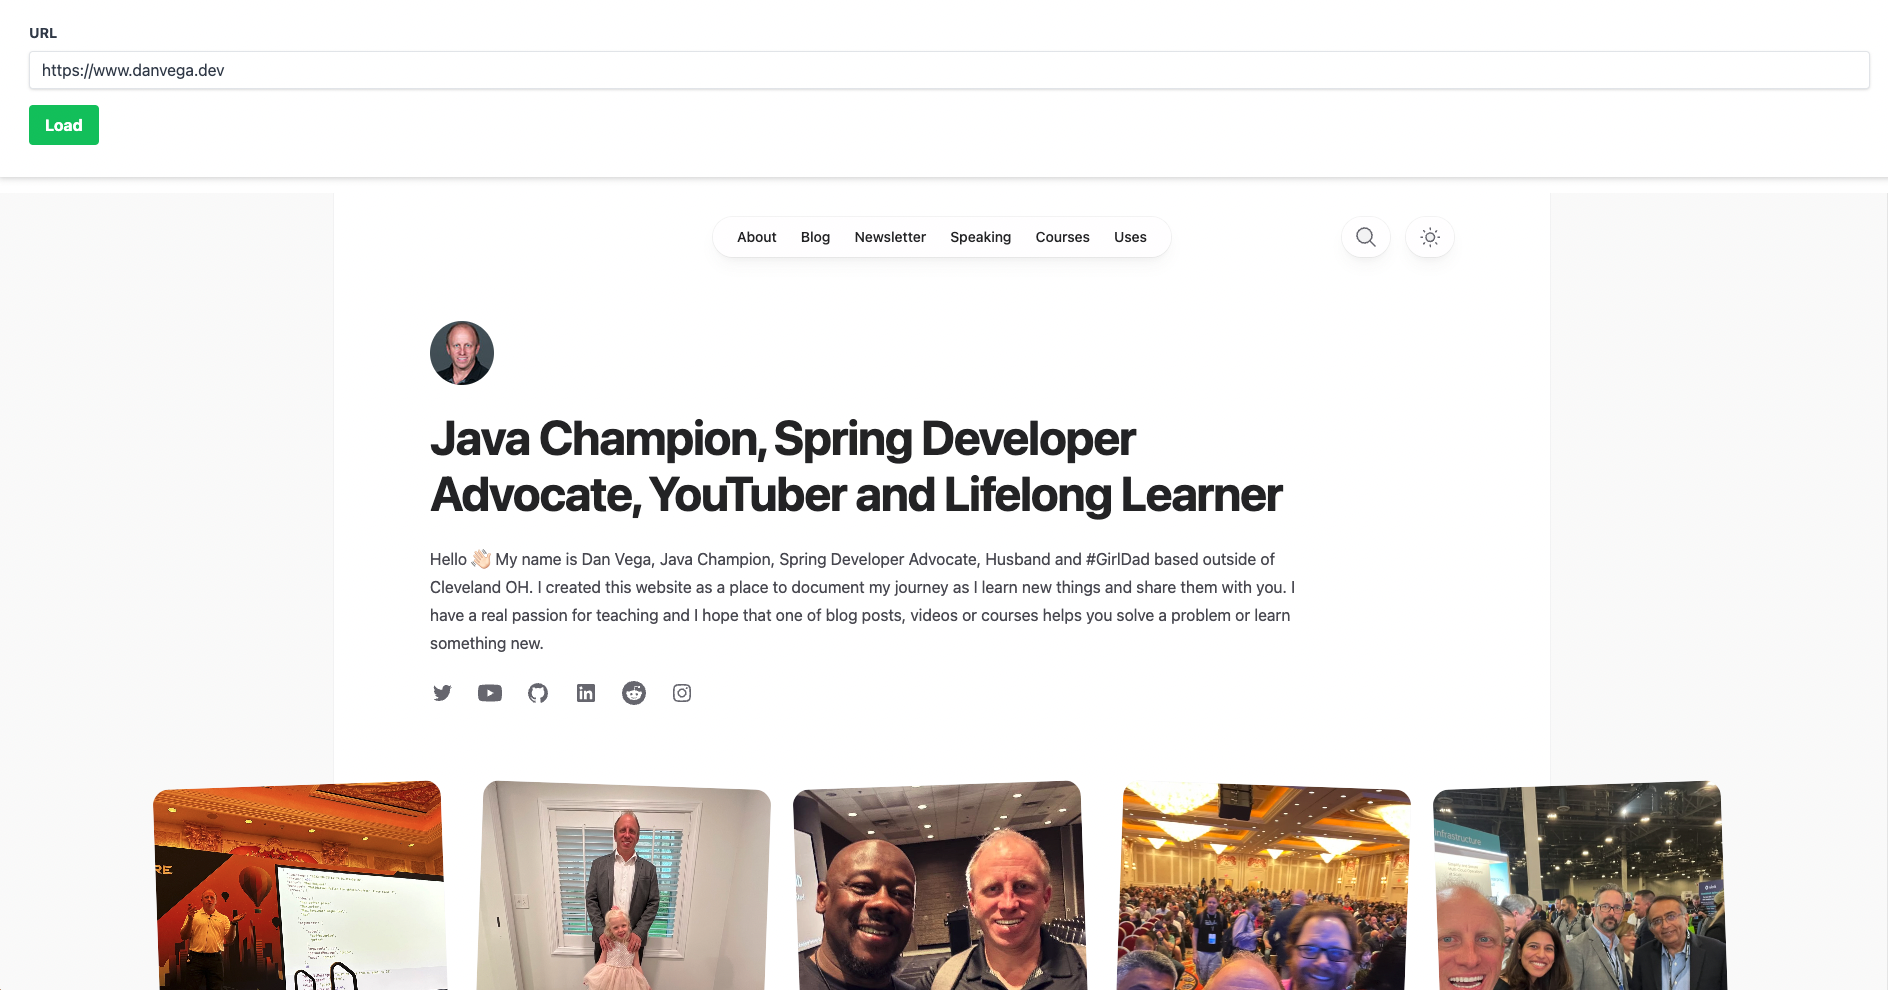 URL
https://www.danvega.dev
Load
About Blog Newsletter Speaking Courses Uses
Java Champion, Spring Developer
Advocate, YouTuber and Lifelong Learner
Hello 👋🏻 My name is Dan Vega, Java Champion, Spring Developer Advocate, Husband and #GirlDad based outside of
Cleveland OH. I created this website as a place to document my journey as I learn new things and share them with you. I
have a real passion for teaching and I hope that one of blog posts, videos or courses helps you solve a problem or learn
something new.
infrastructure